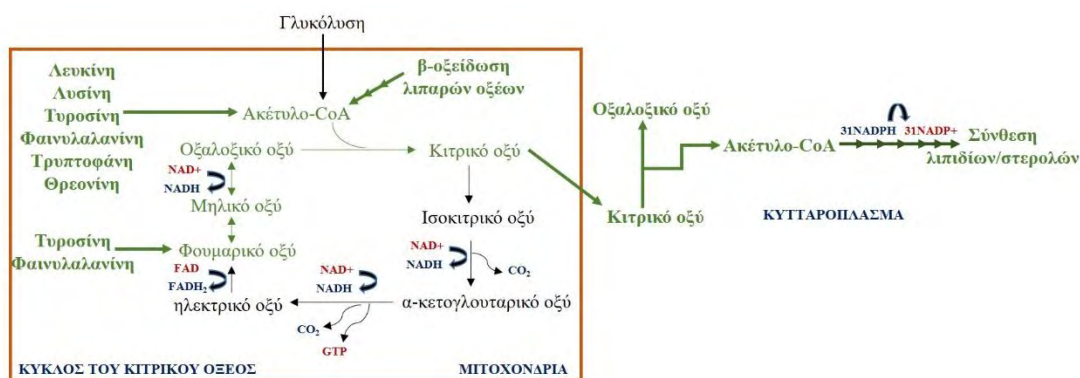 Γλυκόλυση
Λευκίνη
Λυσίνη
Τυροσίνη
Φαινυλαλανίνη
Τρυπτοφάνη
Θρεονίνη
β-οξείδωση
λιπαρών οξέων
Ακέτυλο-CoA
Οξαλοξικό οξύ
Κιτρικό οξύ
NAD+
NADH
Μηλικό οξύ
Ισοκιτρικό οξύ
Τυροσίνη
Φαινυλαλανίνη
Φουμαρικό οξύ
NAD+
NADH
CO₂
FAD
FADH₂
NAD+
NADH
ηλεκτρικό οξύ
α-κετογλουταρικό οξύ
CO₂
GTP
ΚΥΚΛΟΣ ΤΟΥ ΚΙΤΡΙΚΟΥ ΟΞΕΟΣ
ΜΙΤΟΧΟΝΔΡΙΑ
Οξαλοξικό οξύ
31NADPH 31NADP+
Ακέτυλο-CoA
Σύνθεση
λιπιδίων/στερολών
Κιτρικό οξύ
ΚΥΤΤΑΡΟΠΛΑΣΜΑ